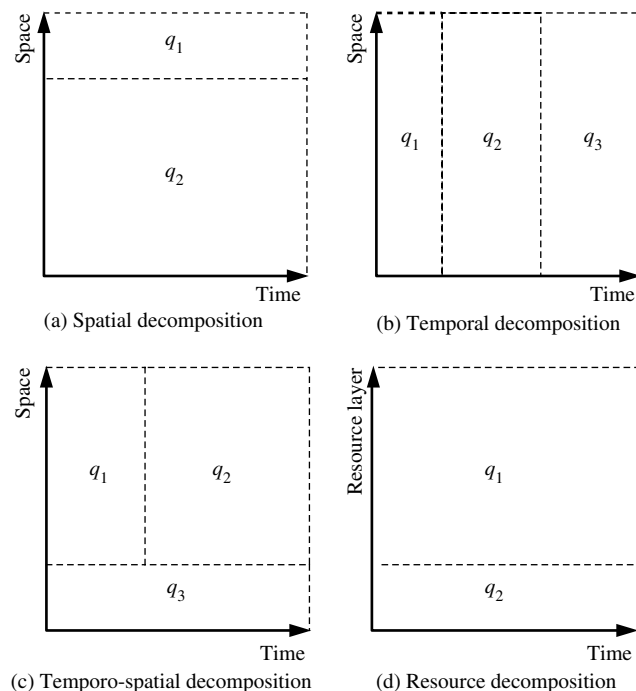 Space
q1
q2
Time
(a) Spatial decomposition
Space
q1
q2
q3
Time
(b) Temporal decomposition
Space
q1
q2
q3
Time
(c) Temporo-spatial decomposition
Resource layer
q1
q2
Time
(d) Resource decomposition